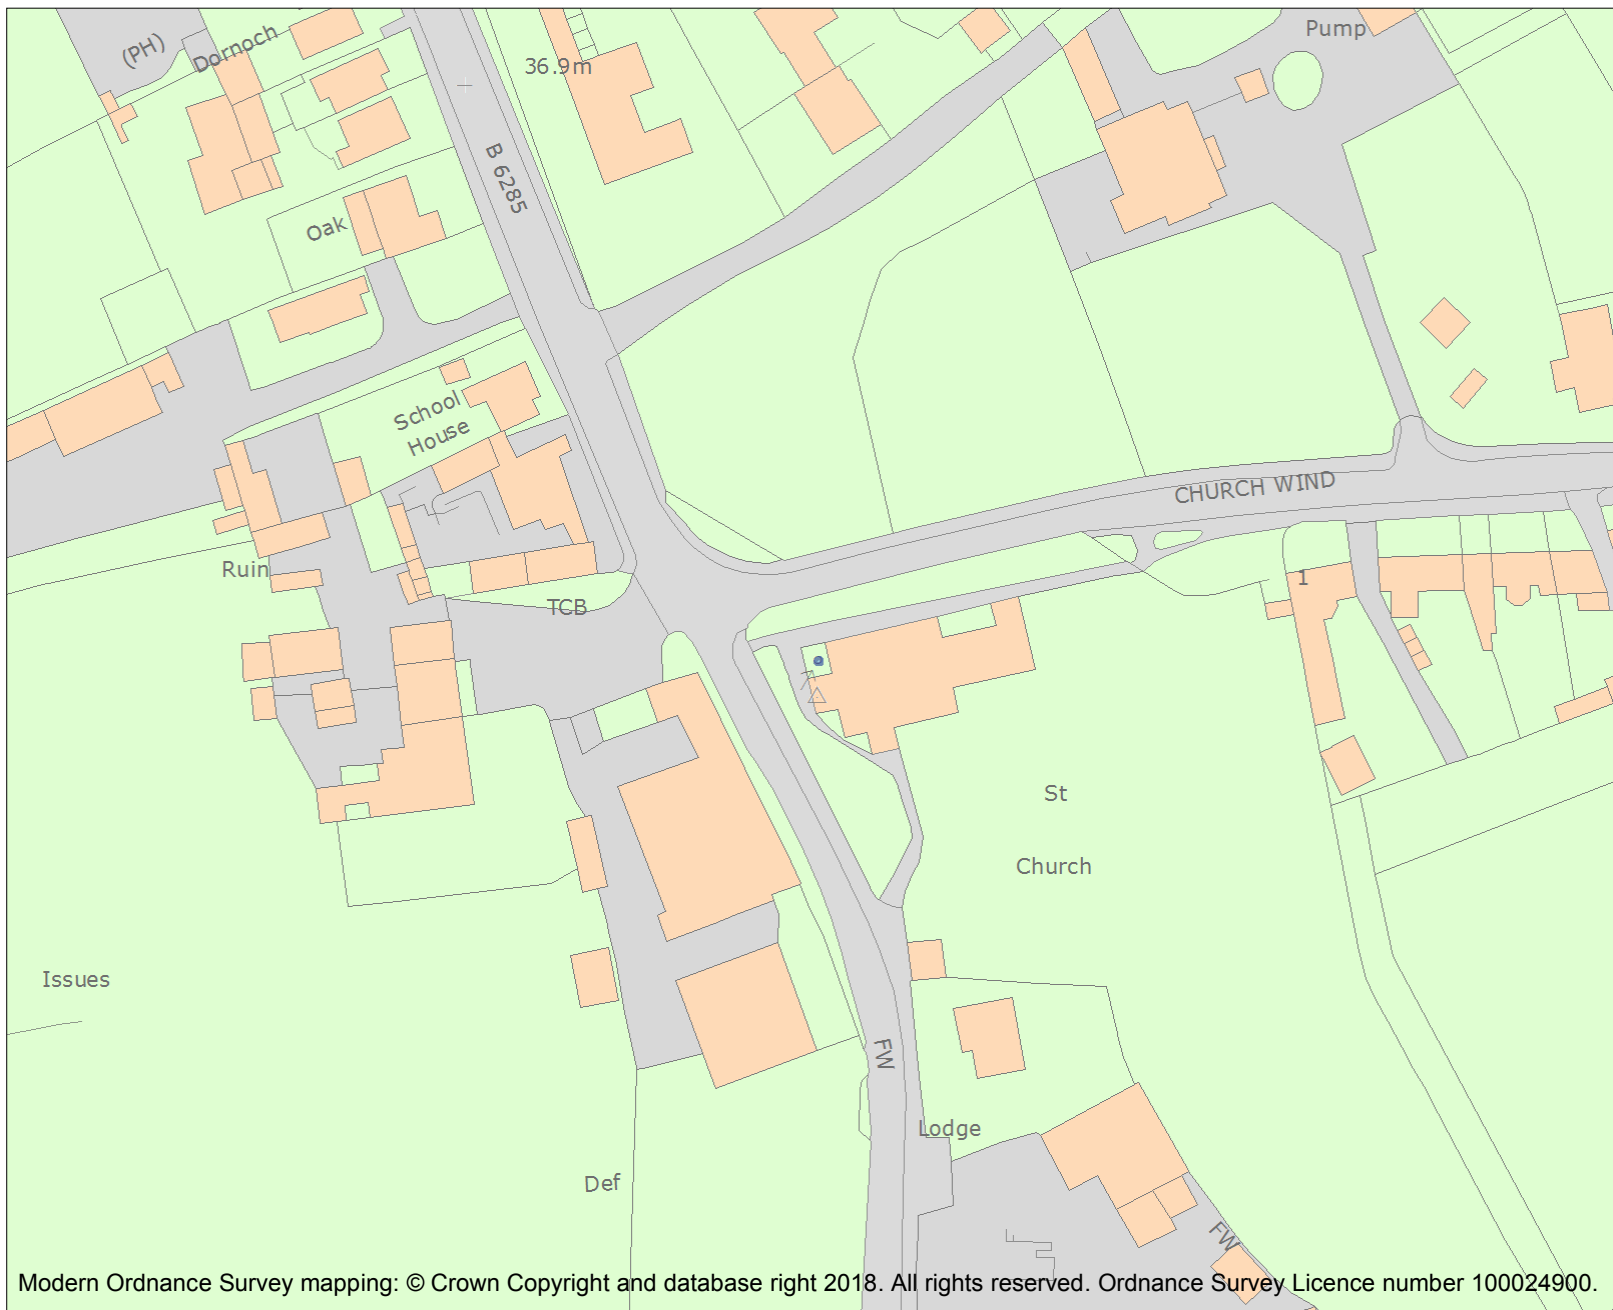 Pump
(PH)
Dornoch
36.9m
B 6285
Oak
School
House
CHURCH WIND
Ruin
1
TCB
St
Church
Issues
FW
Lodge
Def
FW
Modern Ordnance Survey mapping: © Crown Copyright and database right 2018. All rights reserved. Ordnance Survey Licence number 100024900.